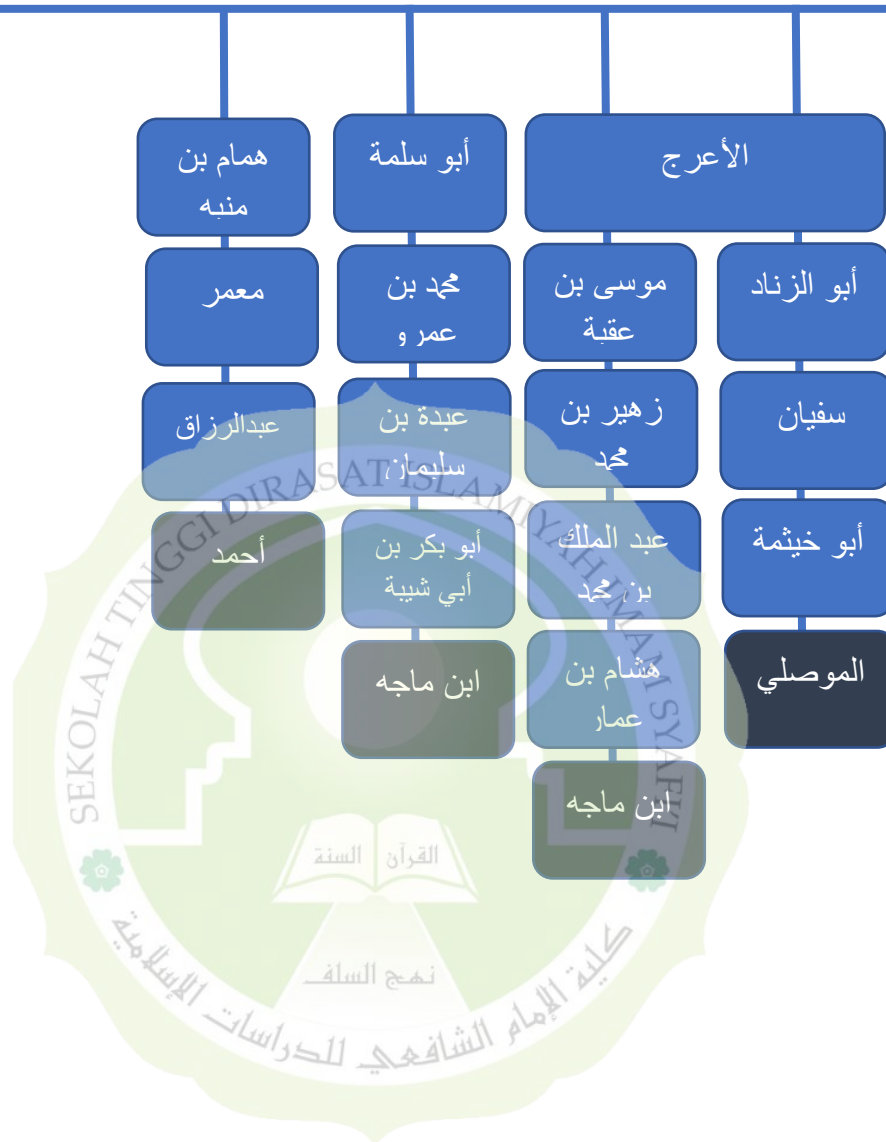 الأعرج
أبو سلمة
همام بن
منبه
أبو الزناد
موسى بن
عقبة
محمد بن
عمرو
معمر
سفيان
زهير بن
محمد
عبدة بن
سليمان
عبدالرزاق
أبو خيثمة
عبد الملك
بن محمد
أبو بكر بن
أبي شيبة
أحمد
الموصلي
هشام بن
عمار
ابن ماجه
ابن ماجه
SEKOLAH TINGGI DIRASAT ISLAMIYAH IMAM SYAFI'I
القرآن السنة
نهج السلف
كلية الإمام الشافعي للدراسات الإسلامية